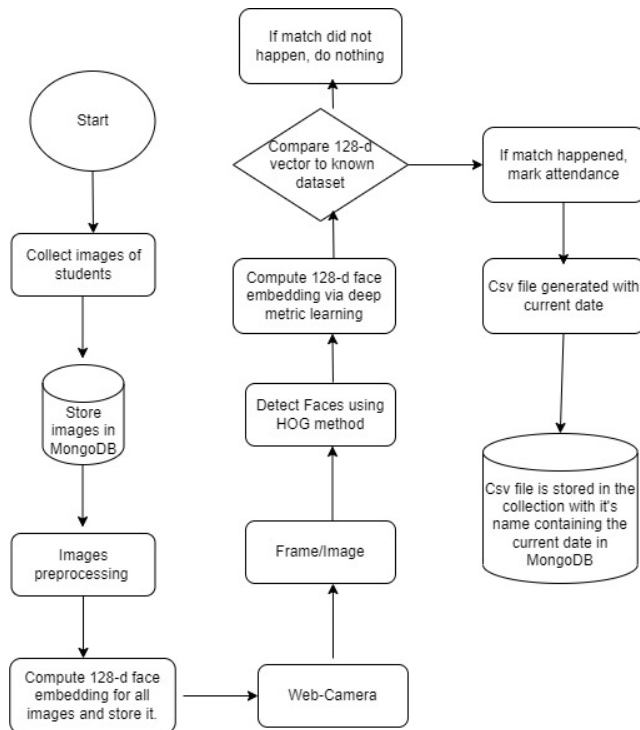 Start
Collect images of
students
Store
images in
MongoDB
Images
preprocessing
Compute 128-d face
embedding for all
images and store it.
Web-Camera
Frame/Image
Detect Faces using
HOG method
Compute 128-d face
embedding via deep
metric learning
Compare 128-d
vector to known
dataset
If match did not
happen, do nothing
If match happened,
mark attendance
Csv file generated with
current date
Csv file is stored in the
collection with it's
name containing the
current date in
MongoDB